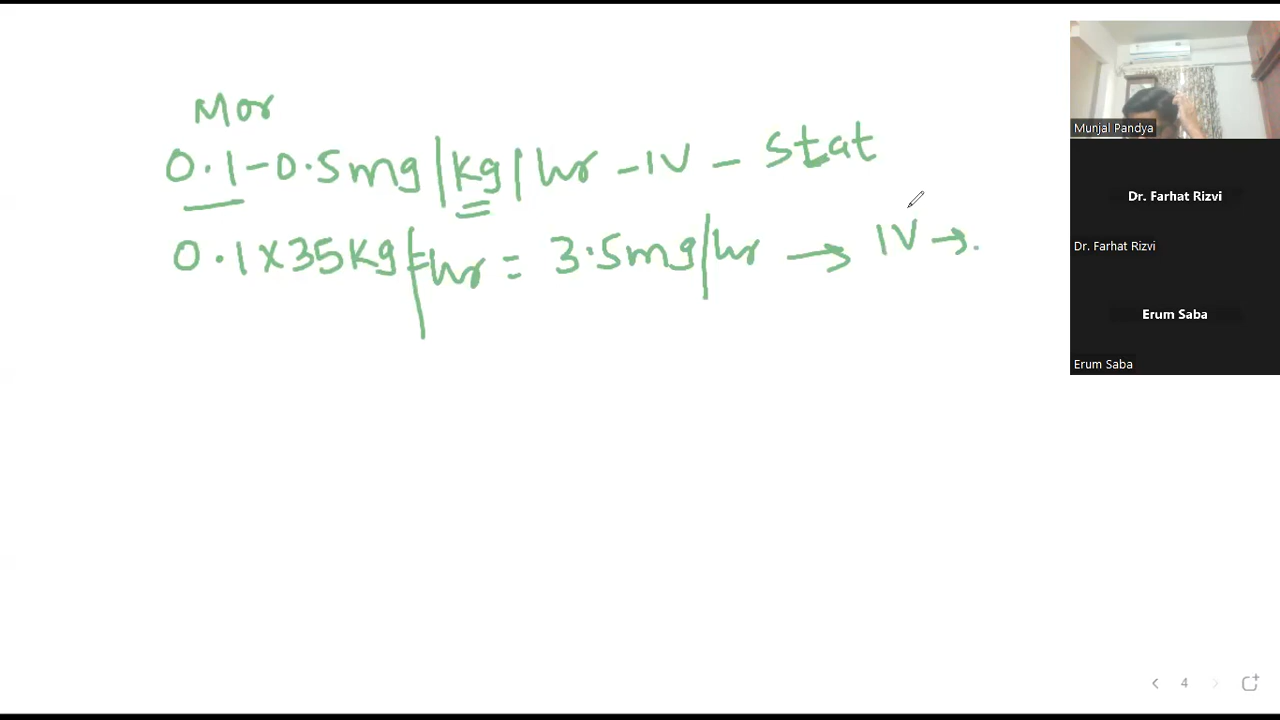 Mor
0.1-0.5mg/kg/hr - IV - Stat
0.1x35kg/hr = 3.5mg/hr → IV →.
Munjal Pandya
Dr. Farhat Rizvi
Dr. Farhat Rizvi
Erum Saba
Erum Saba
4